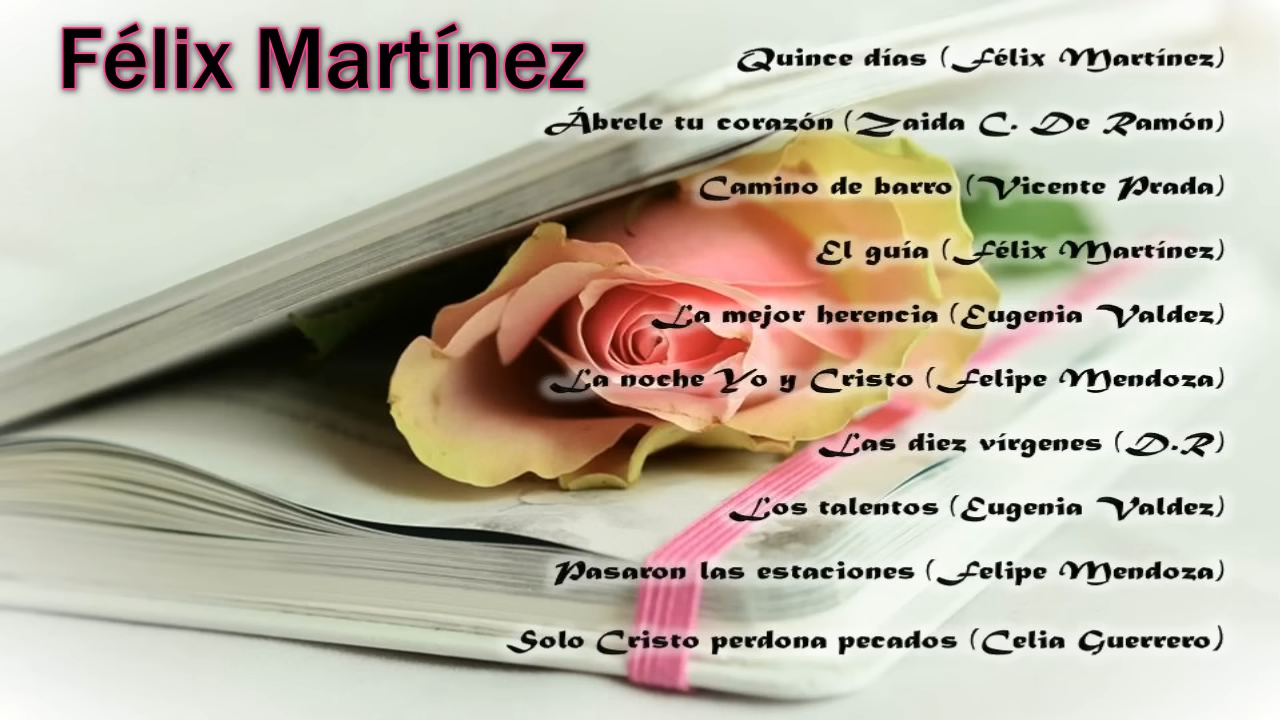 Félix Martínez
Quince días (Félix Martínez)
Ábrele tu corazón (Zaida C. De Ramón)
Camino de barro (Vicente Prada)
El guía (Félix Martínez)
La mejor herencia (Eugenia Valdez)
La noche Yo y Cristo (Felipe Mendoza)
Las diez vírgenes (D.R)
Los talentos (Eugenia Valdez)
Pasaron las estaciones (Felipe Mendoza)
Solo Cristo perdona pecados (Celia Guerrero)